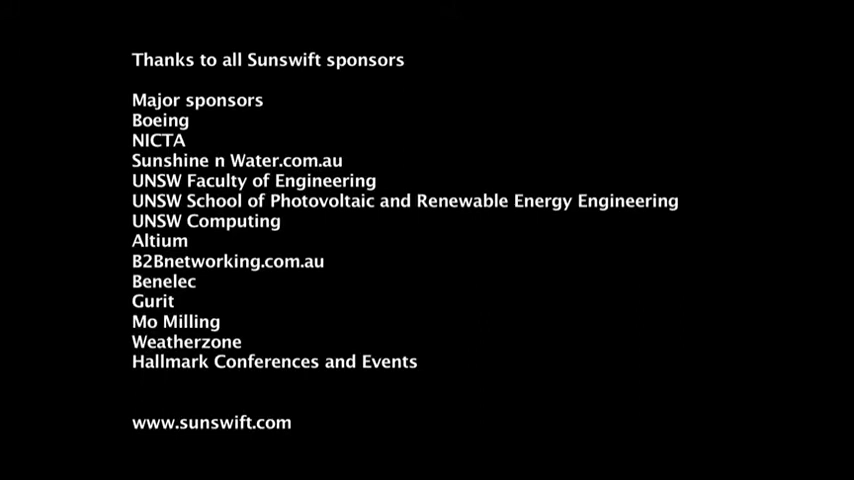 Thanks to all Sunswift sponsors
Major sponsors
Boeing
NICTA
Sunshine n Water.com.au
UNSW Faculty of Engineering
UNSW School of Photovoltaic and Renewable Energy Engineering
UNSW Computing
Altium
B2Bnetworking.com.au
Benelec
Gurit
Mo Milling
Weatherzone
Hallmark Conferences and Events
www.sunswift.com